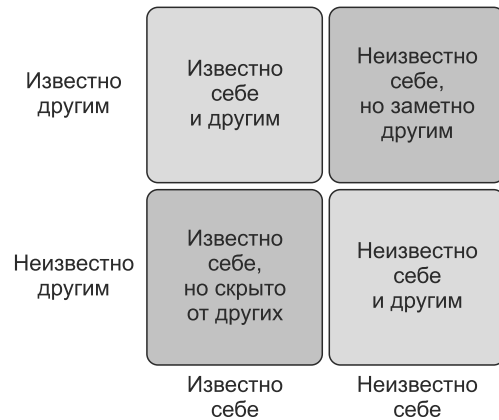 Известно
другим
Известно
себе
и другим
Неизвестно
себе,
но заметно
другим
Неизвестно
другим
Известно
себе,
но скрыто
от других
Неизвестно
себе
и другим
Известно
себе
Неизвестно
себе